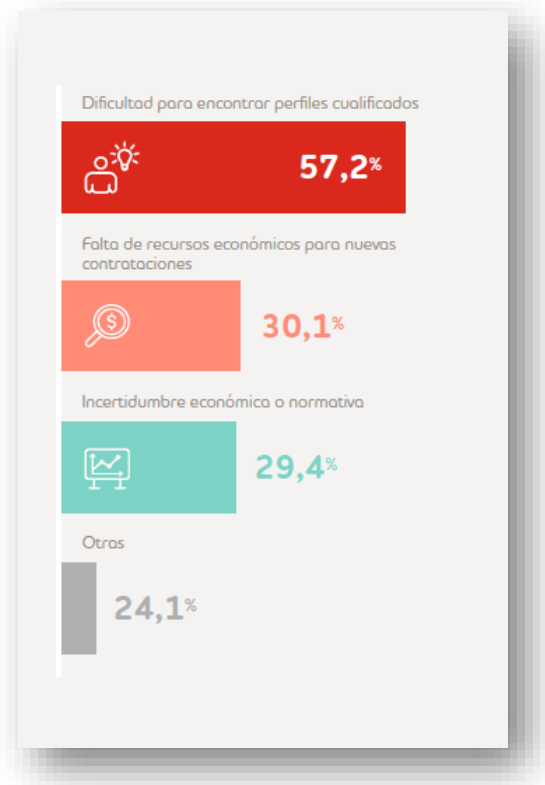 Dificultad para encontrar perfiles cualificados
57,2%
Falta de recursos económicos para nuevas
contrataciones
$
30,1%
Incertidumbre económica o normativa
29,4%
Otras
24,1%